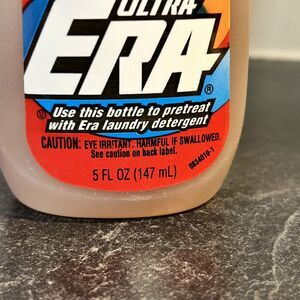 ULTRA
ERA®
Use this bottle to pretreat
with Era laundry detergent
CAUTION: EYE IRRITANT. HARMFUL IF SWALLOWED.
See caution on back label.
5 FL OZ (147 mL)